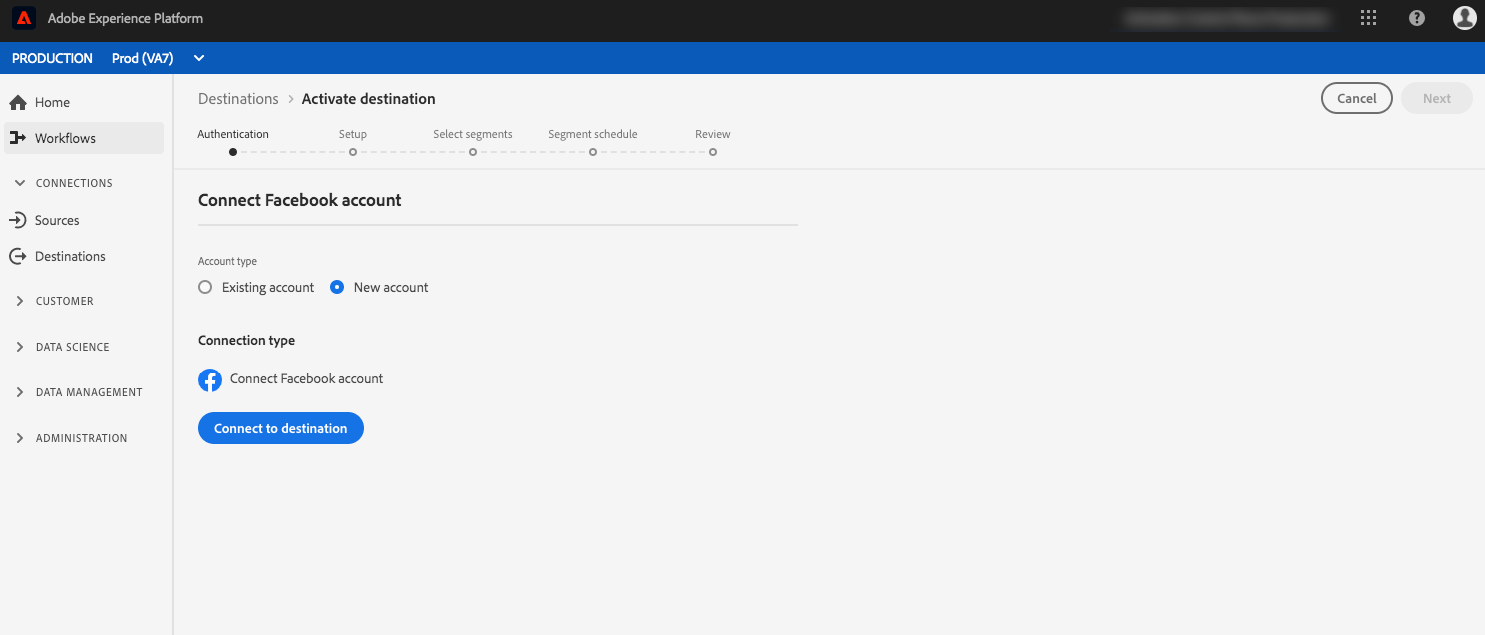 Adobe Experience Platform
PRODUCTION Prod (VA7)
Home
Workflows
CONNECTIONS
Sources
Destinations
CUSTOMER
DATA SCIENCE
DATA MANAGEMENT
ADMINISTRATION
Destinations > Activate destination
Cancel Next
Authentication Setup Select segments Segment schedule Review
Connect Facebook account
Account type
Existing account New account
Connection type
Connect Facebook account
Connect to destination